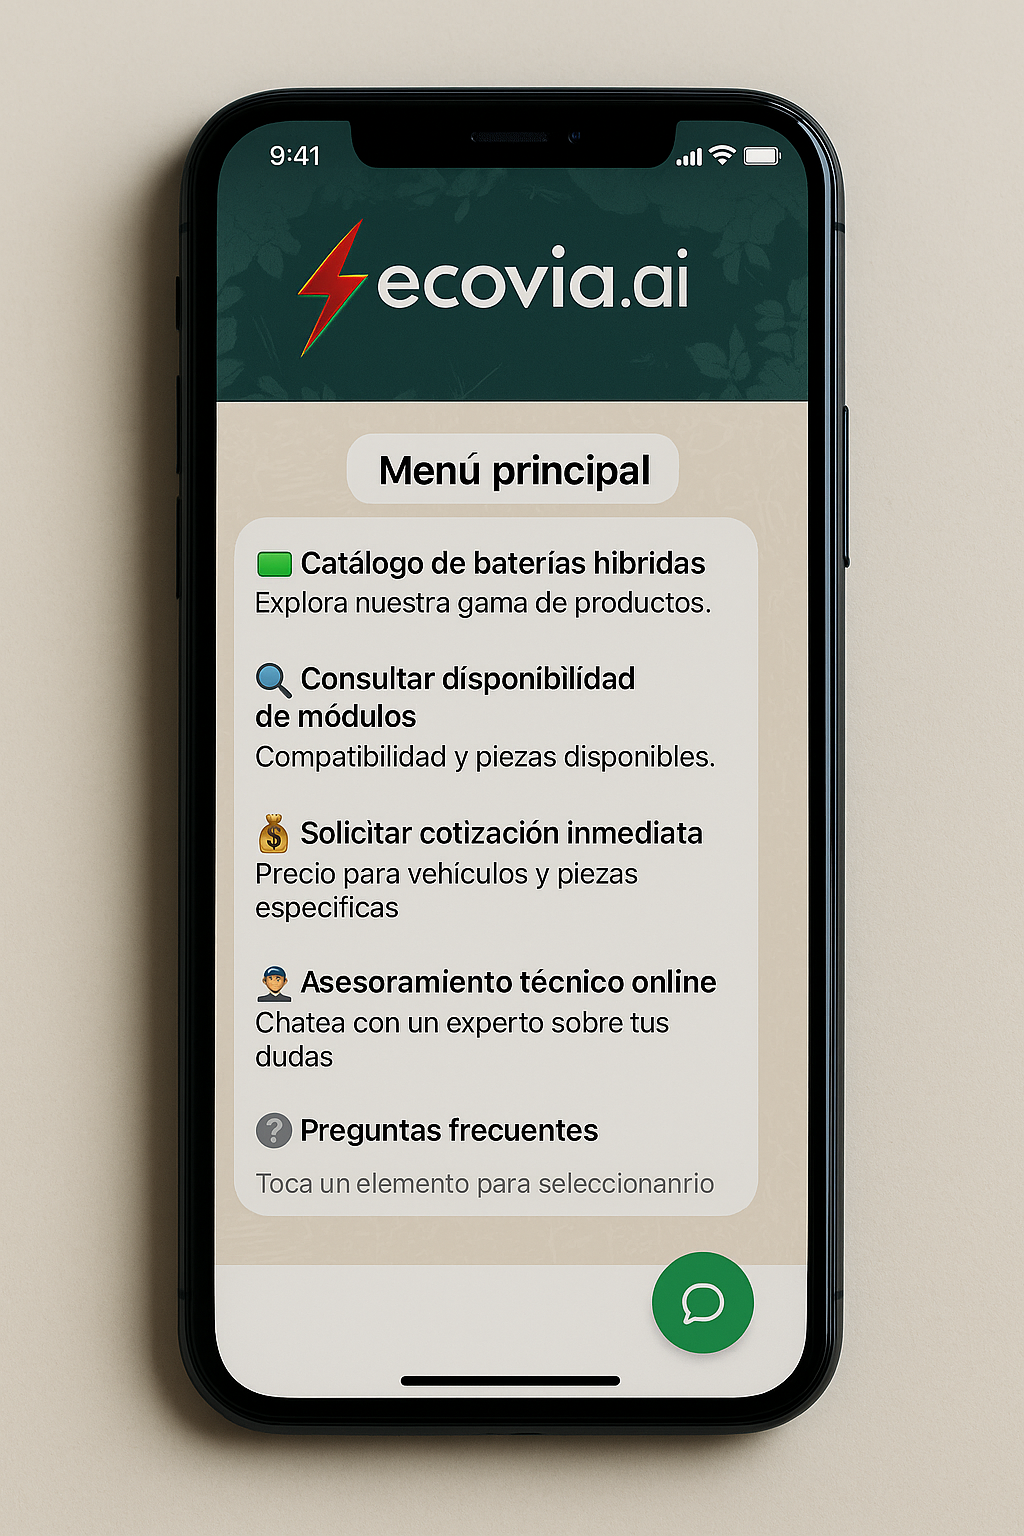 9:41
ecovia.ai
Menú principal
Catálogo de baterías hibridas
Explora nuestra gama de productos.
Consultar dísponibìlídad
de módulos
Compatibilidad y piezas disponibles.
Solicìtar cotìzación inmediata
Precio para vehículos y piezas
especificas
Asesoramiento técnico online
Chatea con un experto sobre tus
dudas
Preguntas frecuentes
Toca un elemento para seleccionanrio